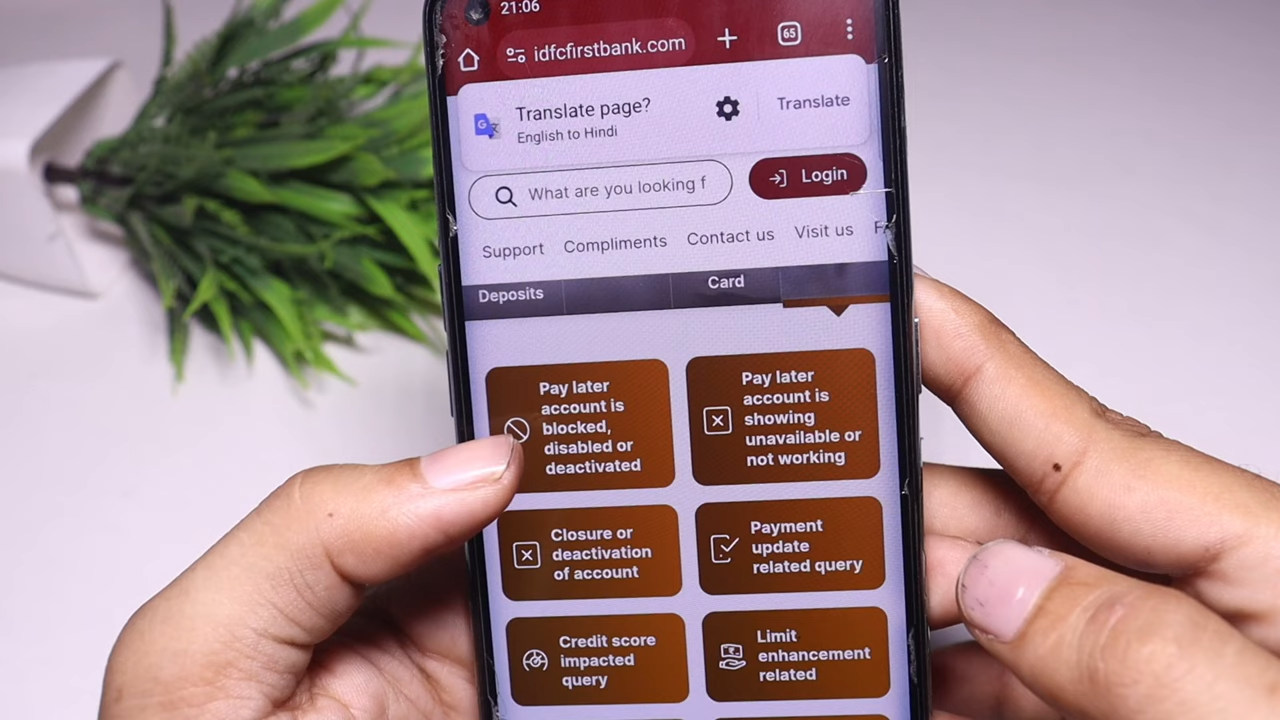 21:06
idfcfirstbank.com
65
Translate page?
English to Hindi
Translate
What are you looking f
Login
Support
Compliments
Contact us
Visit us
Deposits
Card
Pay later
account is
blocked,
disabled or
deactivated
Pay later
account is
showing
unavailable or
not working
Closure or
deactivation
of account
Payment
update
related query
Credit score
impacted
query
Limit
enhancement
related